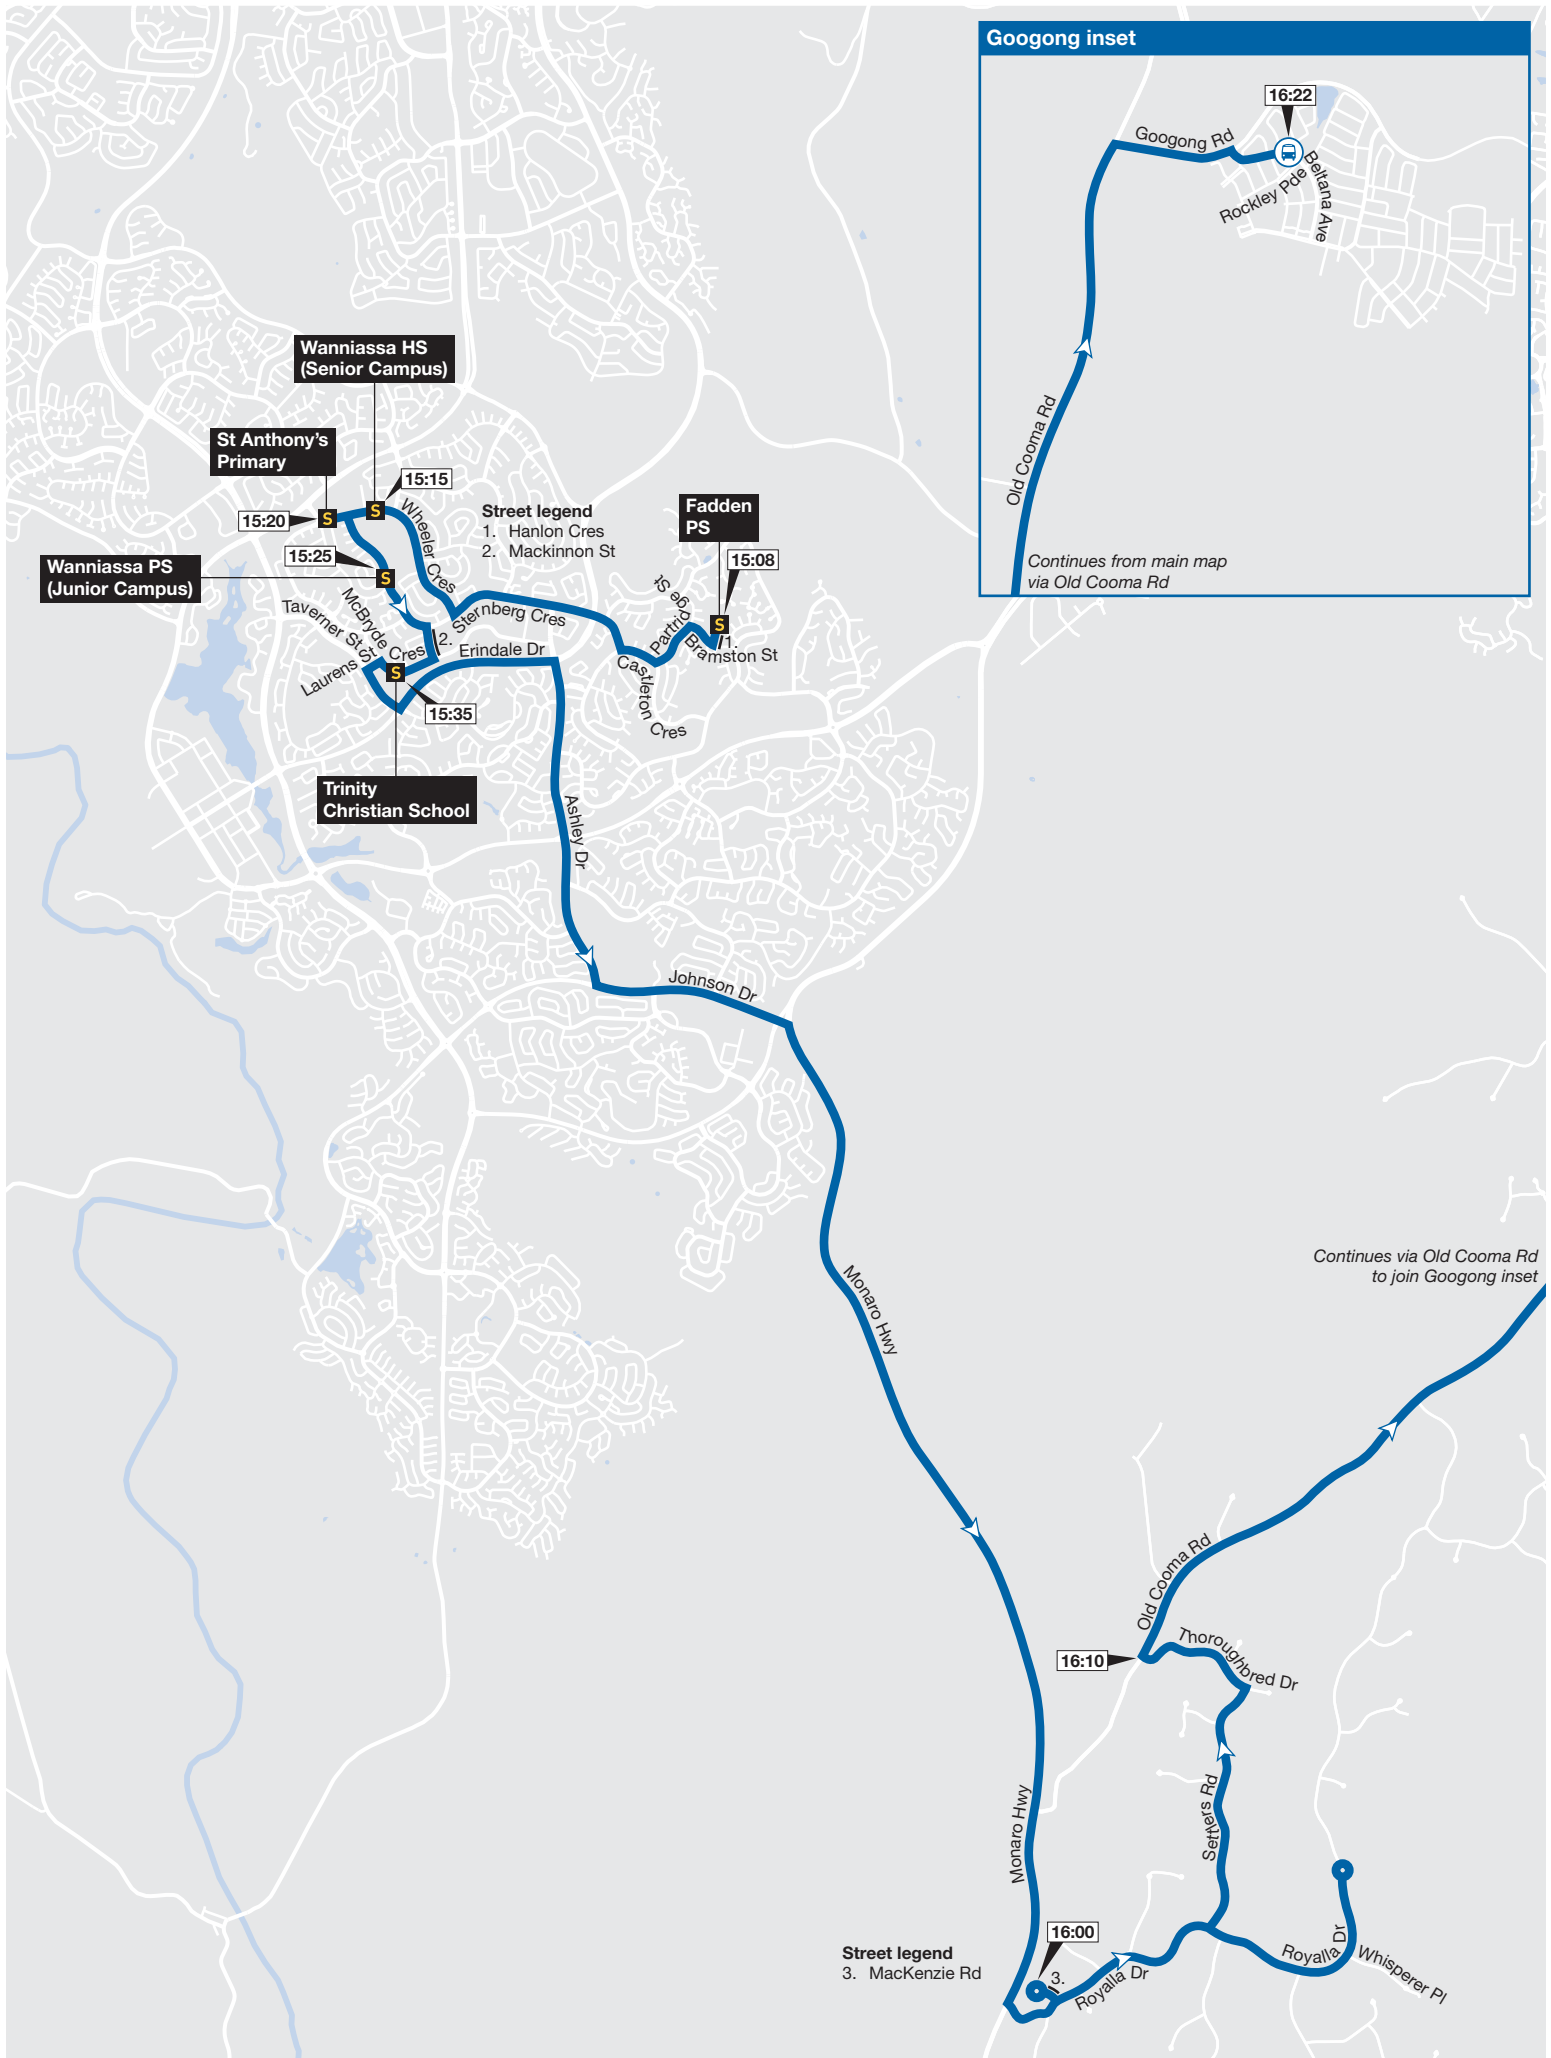 Googong inset
16:22
Googong Rd
Beltana Ave
Rockley Pde
Old Cooma Rd
Continues from main map
via Old Cooma Rd
Wanniassa HS
(Senior Campus)
St Anthony's
Primary
15:15
15:20
Wheeler Cres
Street legend
1. Hanlon Cres
2. Mackinnon St
Fadden
PS
15:08
15:25
Wanniassa PS
(Junior Campus)
S
S
S
S
S
McBryde Cres
Taverner St
Laurens St
2.
Sternberg Cres
Erindale Dr
Partridge St
1.
Bramston St
Castleton Cres
15:35
Trinity
Christian School
Ashley Dr
Johnson Dr
Monaro Hwy
Continues via Old Cooma Rd
to join Googong inset
Old Cooma Rd
16:10
Thoroughbred Dr
Settlers Rd
Monaro Hwy
16:00
Street legend
3. MacKenzie Rd
3.
Royalla Dr
Royalla Dr
Whisperer Pl